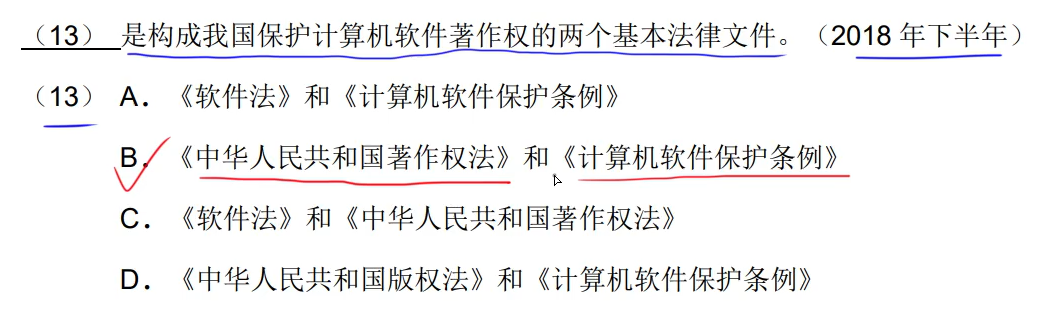 （13） 是构成我国保护计算机软件著作权的两个基本法律文件。（2018 年下半年）
（13） A．《软件法》和《计算机软件保护条例》
B．《中华人民共和国著作权法》和《计算机软件保护条例》
C．《软件法》和《中华人民共和国著作权法》
D．《中华人民共和国版权法》和《计算机软件保护条例》